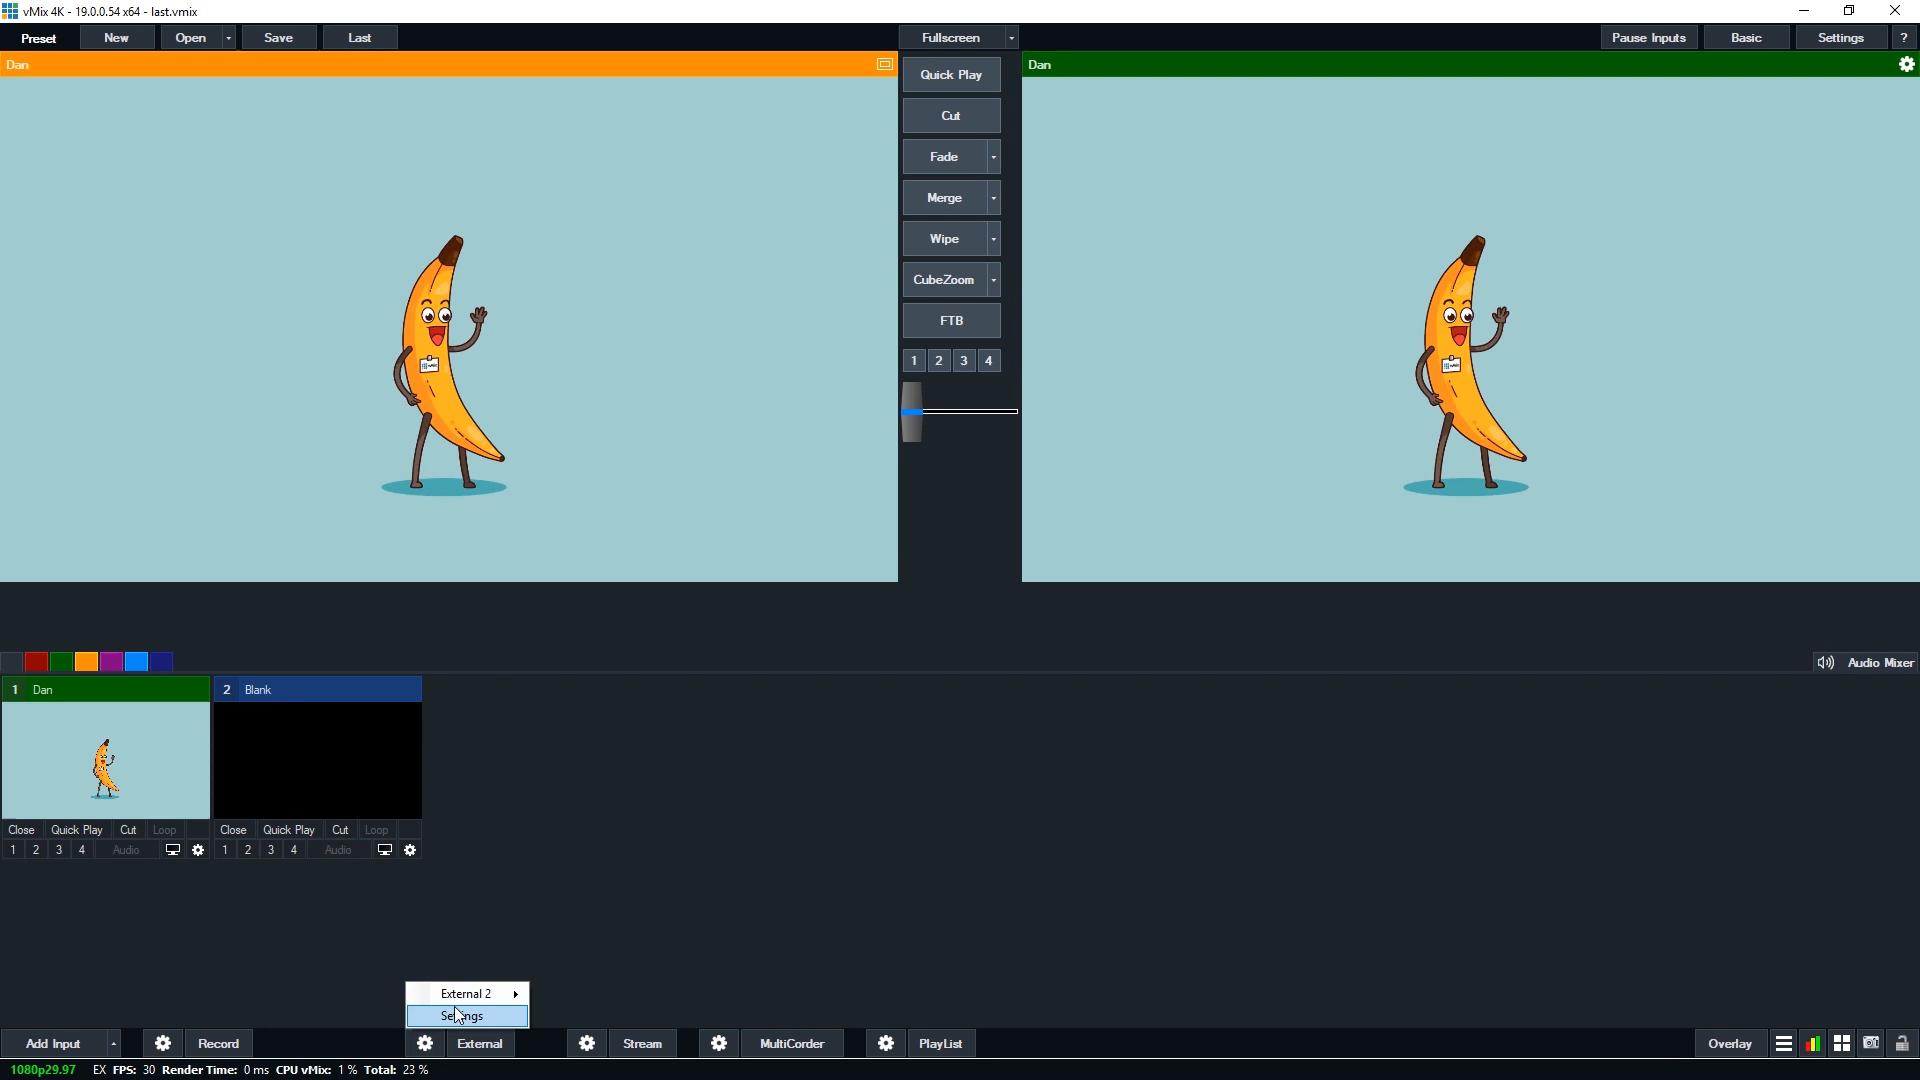 vMix 4K - 19.0.0.54 x64 - last.vmix
Preset New Open Save Last Fullscreen Pause Inputs Basic Settings ?
Dan
Dan
Quick Play
Cut
Fade
Merge
Wipe
CubeZoom
FTB
1 2 3 4
Audio Mixer
1 Dan
2 Blank
Close Quick Play Cut Loop
1 2 3 4 Audio
Close Quick Play Cut Loop
1 2 3 4 Audio
External 2
Settings
Add Input Record External Stream MultiCorder PlayList Overlay
1080p29.97 EX FPS: 30 Render Time: 0 ms CPU vMix: 1 % Total: 23 %